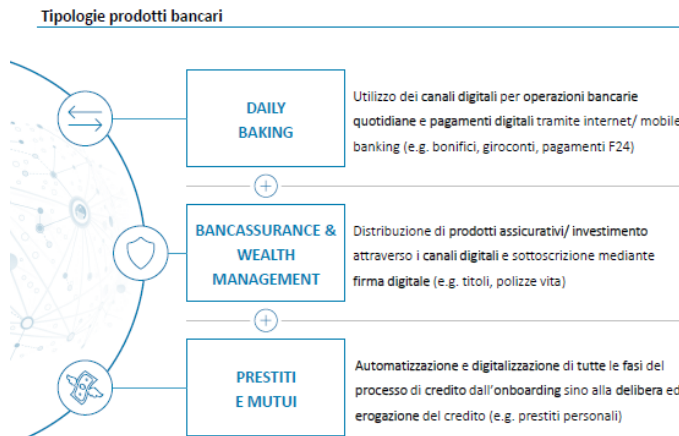 Tipologie prodotti bancari
DAILY
BAKING
Utilizzo dei canali digitali per operazioni bancarie
quotidiane e pagamenti digitali tramite internet/ mobile
banking (e.g. bonifici, giroconti, pagamenti F24)
BANCASSURANCE &
WEALTH
MANAGEMENT
Distribuzione di prodotti assicurativi/ investimento
attraverso i canali digitali e sottoscrizione mediante
firma digitale (e.g. titoli, polizze vita)
PRESTITI
E MUTUI
Automatizzazione e digitalizzazione di tutte le fasi del
processo di credito dall'onboarding sino alla delibera ed
erogazione del credito (e.g. prestiti personali)